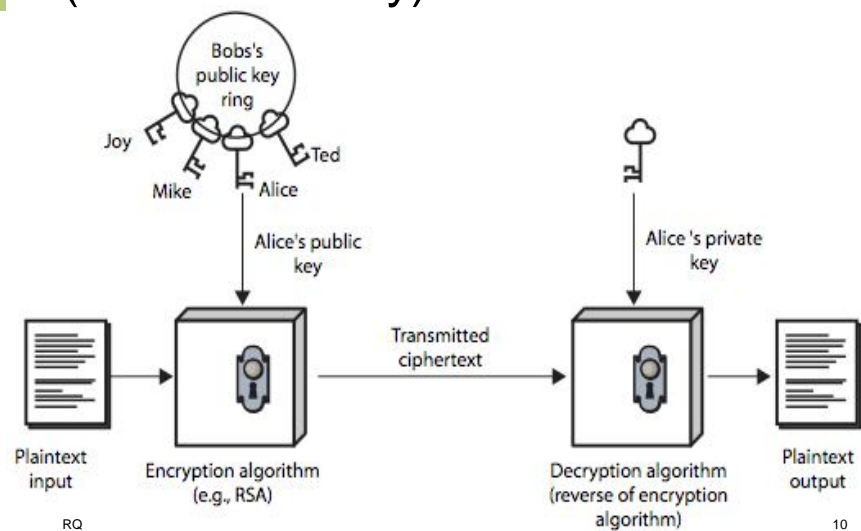 Bobs's
public key
ring
Joy
Mike
Alice
Ted
Alice's public
key
Alice 's private
key
Transmitted
ciphertext
Plaintext
input
Encryption algorithm
(e.g., RSA)
Decryption algorithm
(reverse of encryption
algorithm)
Plaintext
output
RQ
10